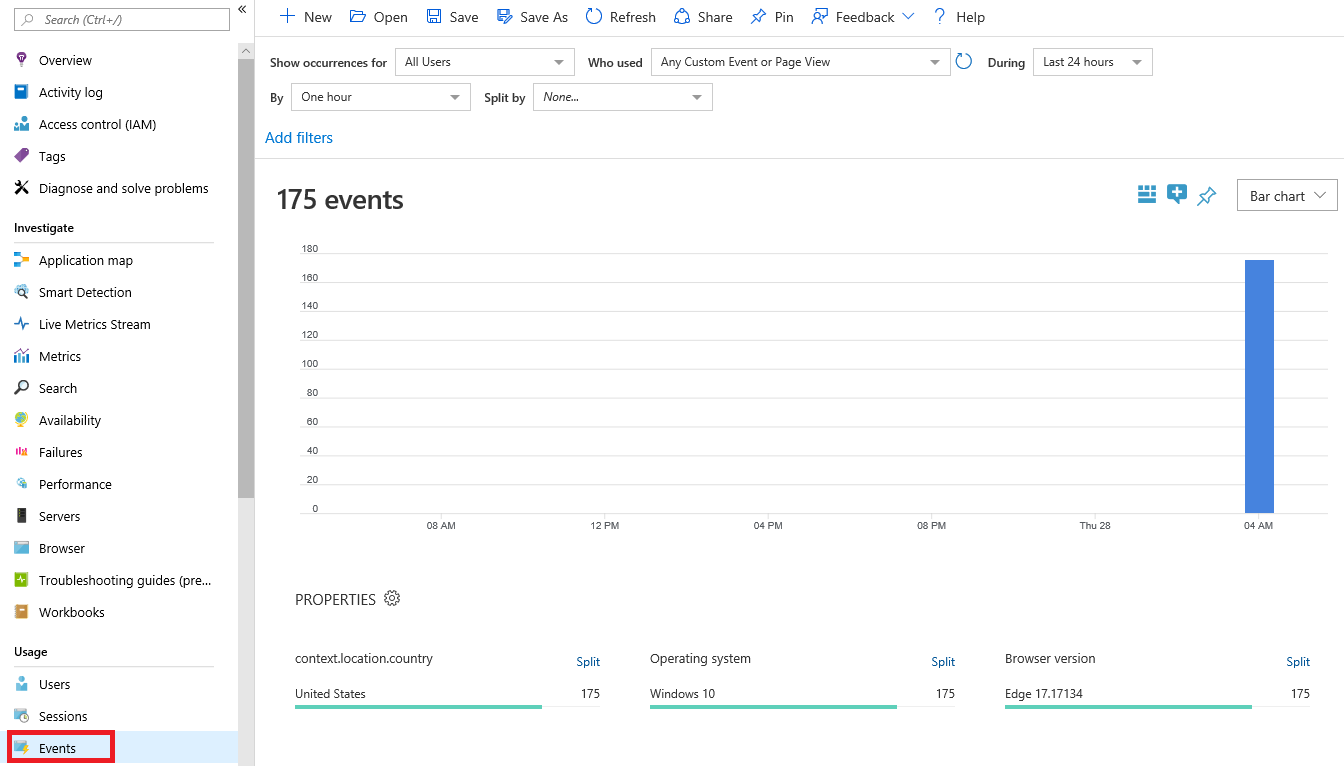 Search (Ctrl+/)
«
Overview
Activity log
Access control (IAM)
Tags
Diagnose and solve problems
Investigate
Application map
Smart Detection
Live Metrics Stream
Metrics
Search
Availability
Failures
Performance
Servers
Browser
Troubleshooting guides (pre...
Workbooks
Usage
Users
Sessions
Events
New Open Save Save As Refresh Share Pin Feedback ? Help
Show occurrences for All Users Who used Any Custom Event or Page View During Last 24 hours
By One hour Split by None...
Add filters
175 events
Bar chart
180
160
140
120
100
80
60
40
20
0
08 AM 12 PM 04 PM 08 PM Thu 28 04 AM
PROPERTIES
context.location.country Split
United States 175
Operating system Split
Windows 10 175
Browser version Split
Edge 17.17134 175